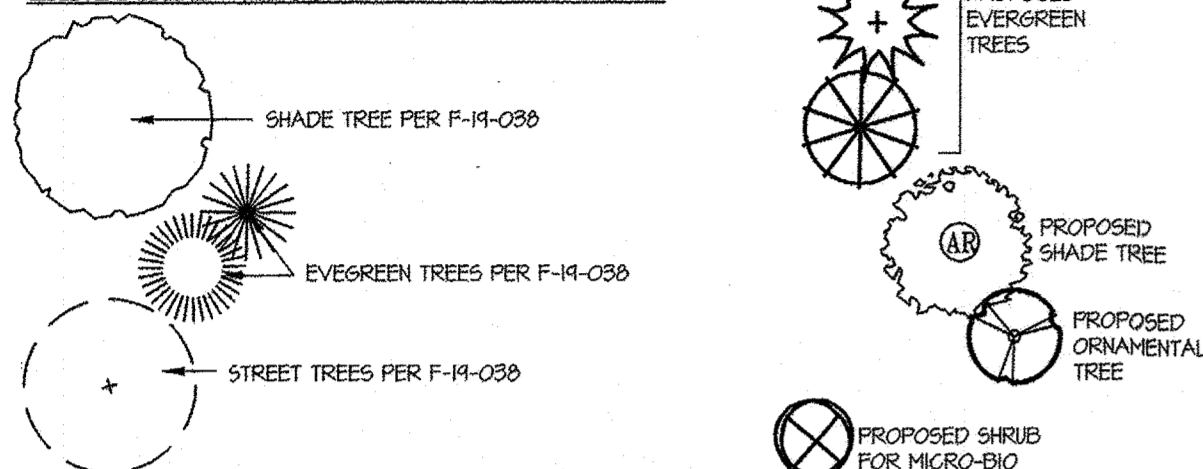 SHADE TREE PER F-19-038
EVEGREEN TREES PER F-19-038
STREET TREES PER F-19-038
EVERGREEN
TREES
AR
PROPOSED
SHADE TREE
PROPOSED
ORNAMENTAL
TREE
PROPOSED SHRUB
FOR MICRO-BIO